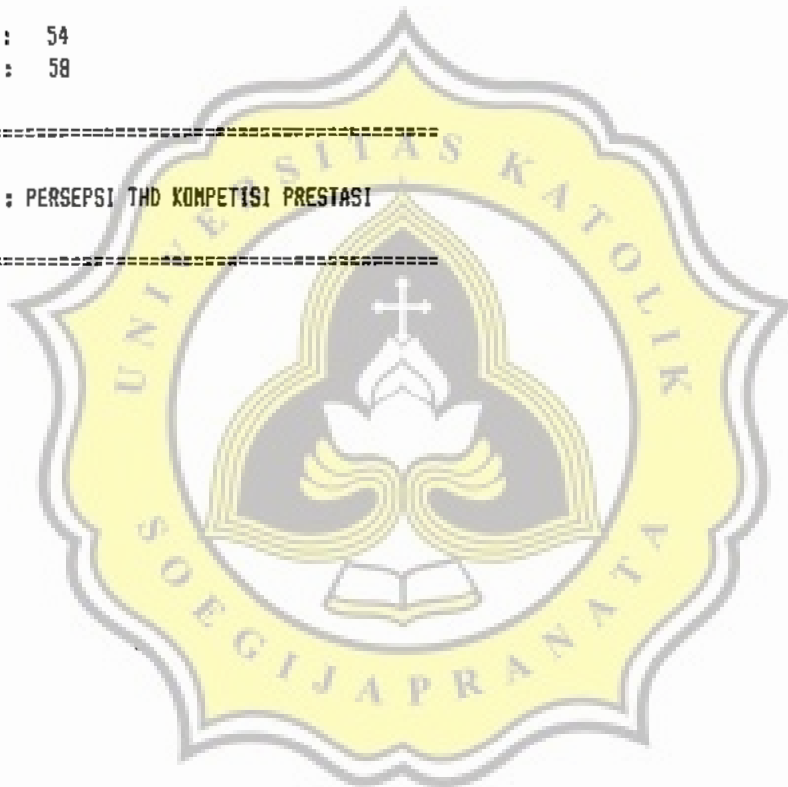 : 54
: 58
=============================================
: PERSEPSI THD KOMPETISI PRESTASI
=============================================
UNIVERSITAS KATOLIK
SOEGIJAPRANATA